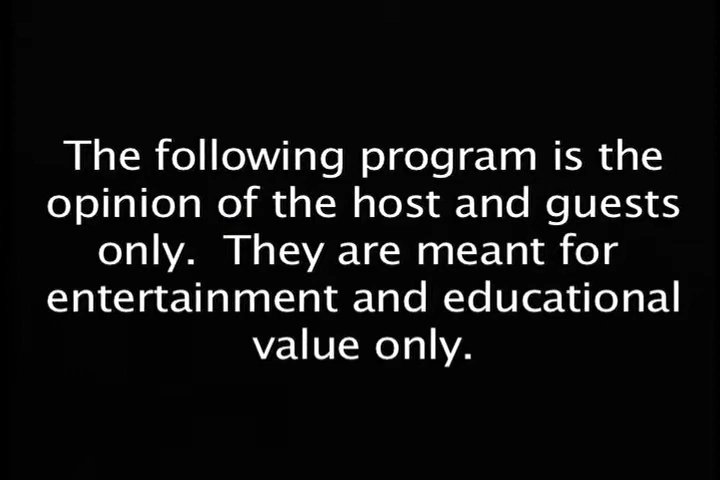 The following program is the
opinion of the host and guests
only.  They are meant for
entertainment and educational
value only.